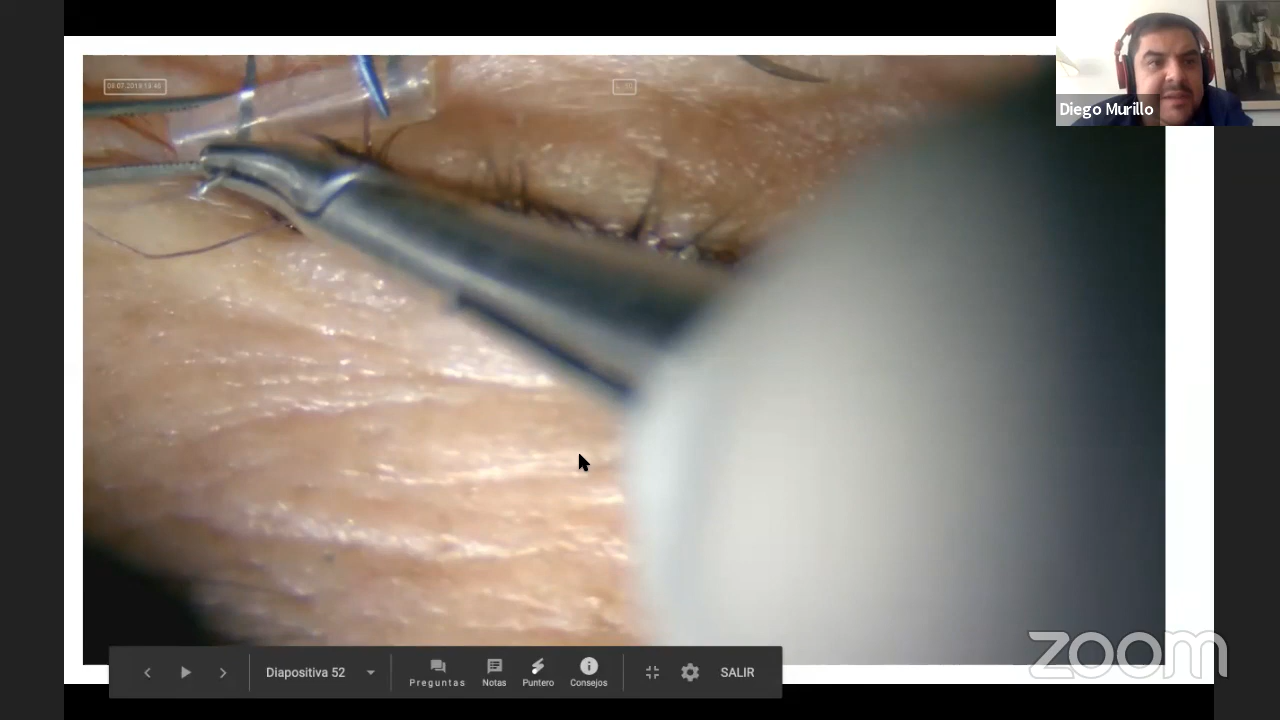 Diego Murillo
Diapositiva 52
Preguntas
Notas
Puntero
Consejos
SALIR
zoom